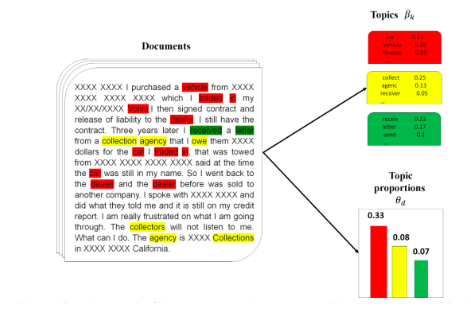 Topics βk
Documents
car 0.33
vehicle 0.18
finance 0.09
XXXX XXXX I purchased a vehicle from XXXX
XXXX XXXX XXXX which I traded in my
XX/XX/XXXX Volvo I then signed contract and
release of liability to the dealer. I still have the
contract. Three years later I received a letter
from a collection agency that I owe them XXXX
dollars for the car I traded in, that was towed
from XXXX XXXX XXXX XXXX said at the time
the car was still in my name. So I went back to
the dealer and the dealer before was sold to
another company. I spoke with XXXX XXXX and
did what they told me and it is still on my credit
report. I am really frustrated on what I am going
through. The collectors will not listen to me.
What can I do. The agency is XXXX Collections
in XXXX XXXX California.
collect 0.25
agenc 0.13
recover 0.05
...
receiv 0.23
letter 0.17
send 0.1
Topic
proportions
θd
0.33
0.08
0.07